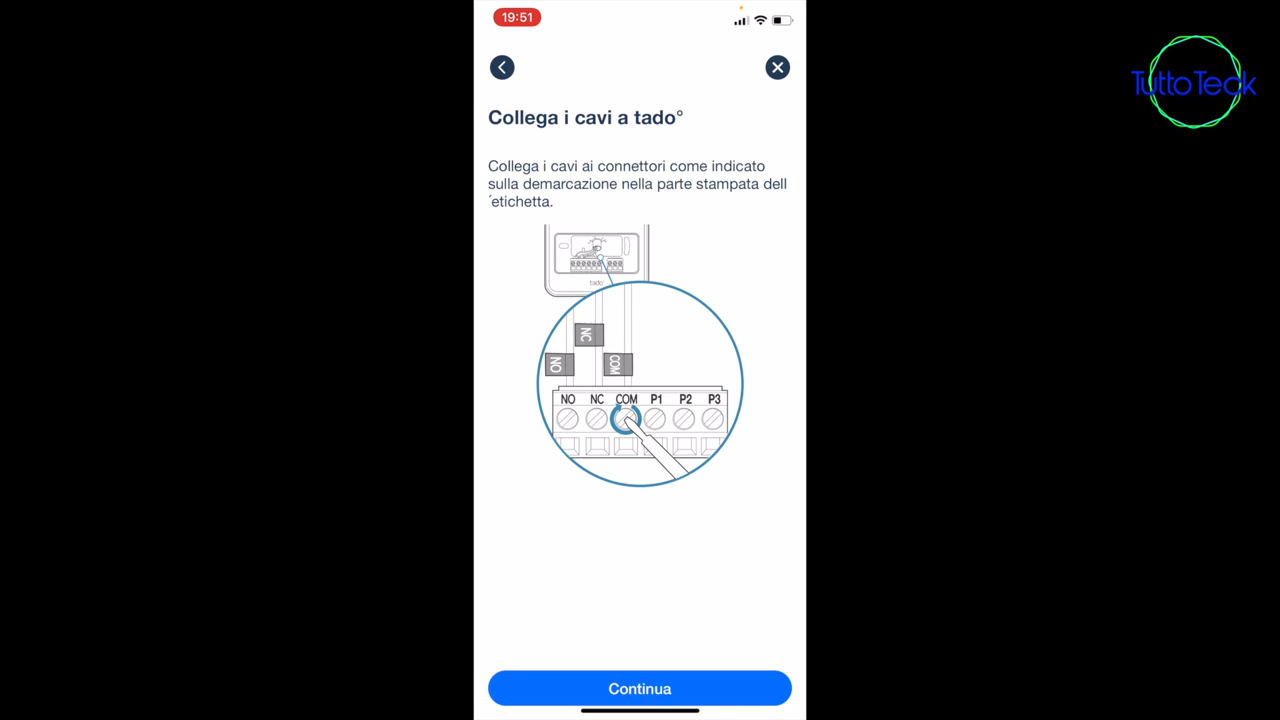 19:51
TuttoTeck
Collega i cavi a tado°
Collega i cavi ai connettori come indicato
sulla demarcazione nella parte stampata dell
´etichetta.
tado°
NC
NO
COM
NO NC COM P1 P2 P3
Continua